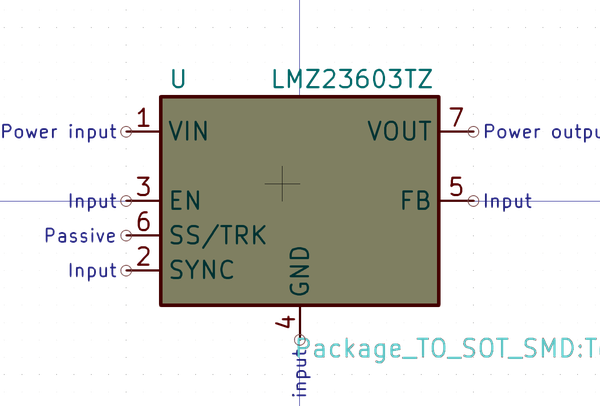 U LMZ23603TZ
Power input 1 VIN VOUT 7 Power outpu
Input 3 EN FB 5 Input
Passive 6 SS/TRK
Input 2 SYNC
GND
4
Package_TO_SOT_SMD:T
input